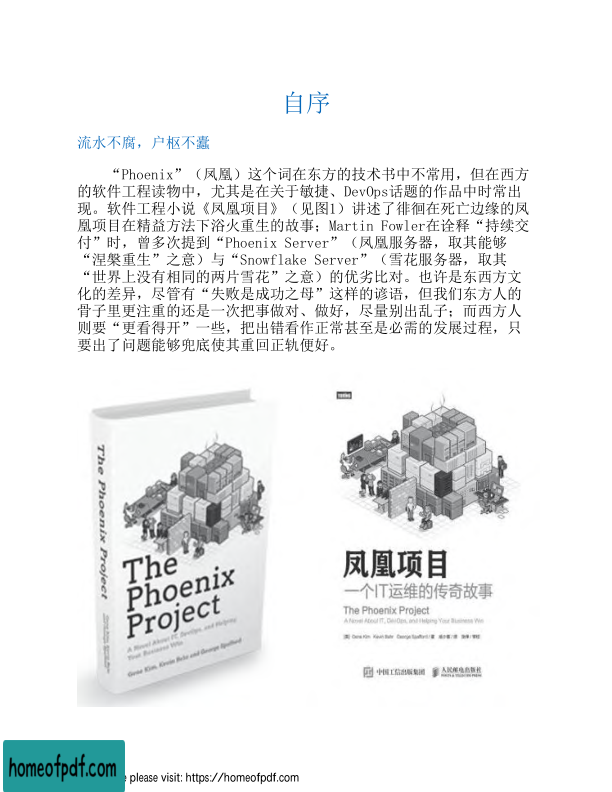 自序
流水不腐，户枢不蠹
“Phoenix”（凤凰）这个词在东方的技术书中不常用，但在西方
的软件工程读物中，尤其是在关于敏捷、DevOps话题的作品中时常出
现。软件工程小说《凤凰项目》（见图1）讲述了徘徊在死亡边缘的凤
凰项目在精益方法下浴火重生的故事；Martin Fowler在诠释“持续交
付”时，曾多次提到“Phoenix Server”（凤凰服务器，取其能够
“涅槃重生”之意）与“Snowflake Server”（雪花服务器，取其
“世界上没有相同的两片雪花”之意）的优劣比对。也许是东西方文
化的差异，尽管有“失败是成功之母”这样的谚语，但我们东方人的
骨子里更注重的还是一次把事做对、做好，尽量别出乱子；而西方人
则要“更看得开”一些，把出错看作正常甚至是必需的发展过程，只
要出了问题能够兜底使其重回正轨便好。
The Phoenix Project
The
Phoenix
Project
A Novel About IT, DevOps, and Helping
Your Business Win
Gene Kim, Kevin Behr and George Spafford
凤凰项目
一个IT运维的传奇故事
The Phoenix Project
A Novel About IT, DevOps, and Helping Your Business Win
[美] Gene Kim Kevin Behr George Spafford 著
中国工信出版集团
人民邮电出版社
POSTS & TELECOM PRESS
homeofpdf.com
e please visit: https://homeofpdf.com